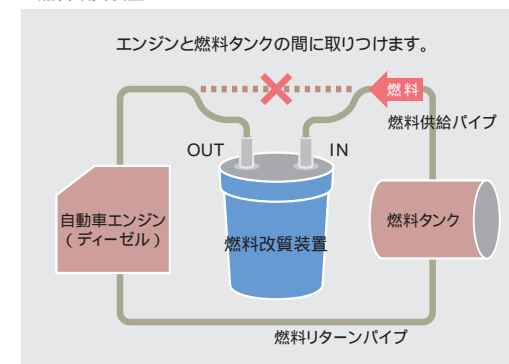 エンジンと燃料タンクの間に取りつけます。
燃料
燃料供給パイプ
OUT
IN
自動車エンジン
(ディーゼル)
燃料改質装置
燃料タンク
燃料リターンパイプ